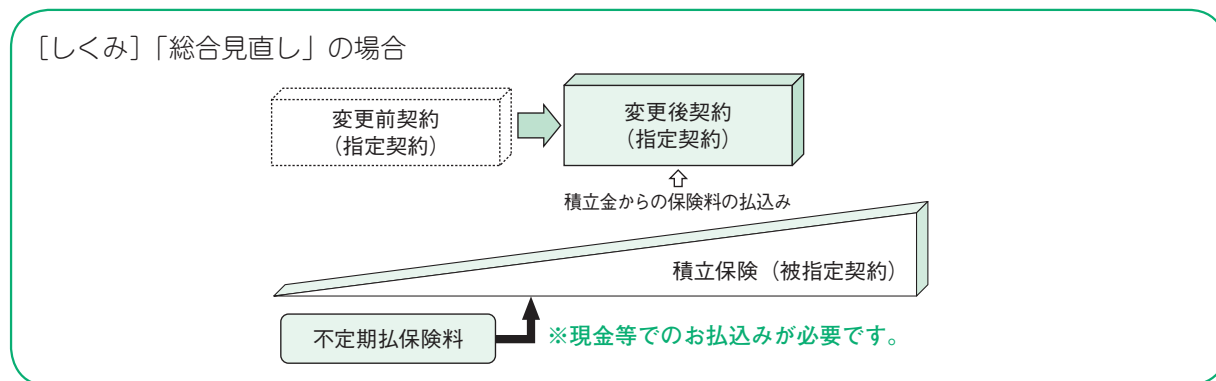 ［しくみ］「総合見直し」の場合
変更前契約
（指定契約）
変更後契約
（指定契約）
積立金からの保険料の払込み
積立保険（被指定契約）
不定期払保険料
※現金等でのお払込みが必要です。